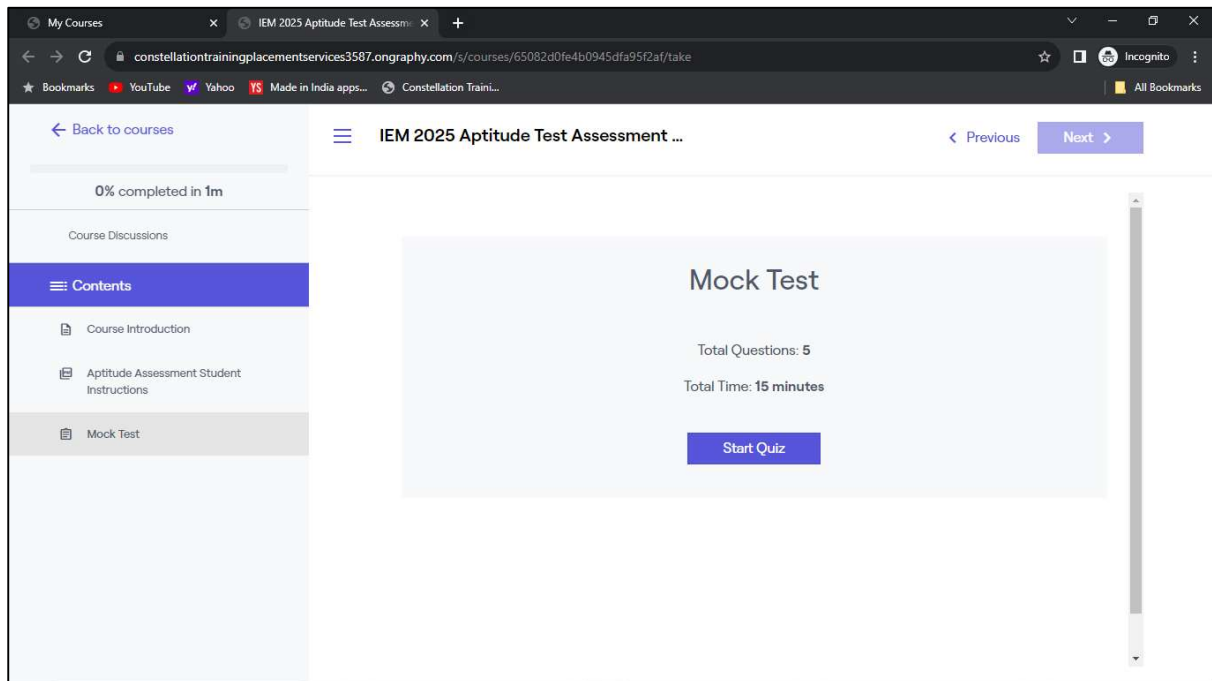 My Courses
IEM 2025 Aptitude Test Assessm
constellationtrainingplacementservices3587.ongraphy.com/s/courses/65082d0fe4b0945dfa95f2af/take
Incognito
Bookmarks
YouTube
Yahoo
YS Made in India apps...
Constellation Traini...
All Bookmarks
Back to courses
0% completed in 1m
Course Discussions
Contents
Course Introduction
Aptitude Assessment Student
Instructions
Mock Test
IEM 2025 Aptitude Test Assessment ...
Previous
Next
Mock Test
Total Questions: 5
Total Time: 15 minutes
Start Quiz